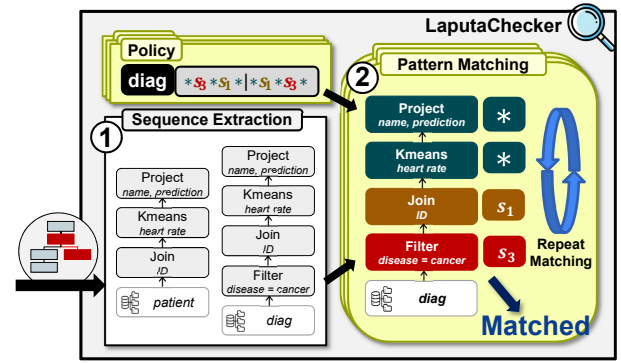 LaputaChecker
Policy
diag
*s₃*s₁*|*s₁*s₃*
1
Sequence Extraction
Project
name, prediction
Kmeans
heart rate
Join
ID
patient
Project
name, prediction
Kmeans
heart rate
Join
ID
Filter
disease = cancer
diag
2
Pattern Matching
Project
name, prediction
*
Kmeans
heart rate
*
Join
ID
s₁
Filter
disease = cancer
s₃
diag
Repeat
Matching
Matched